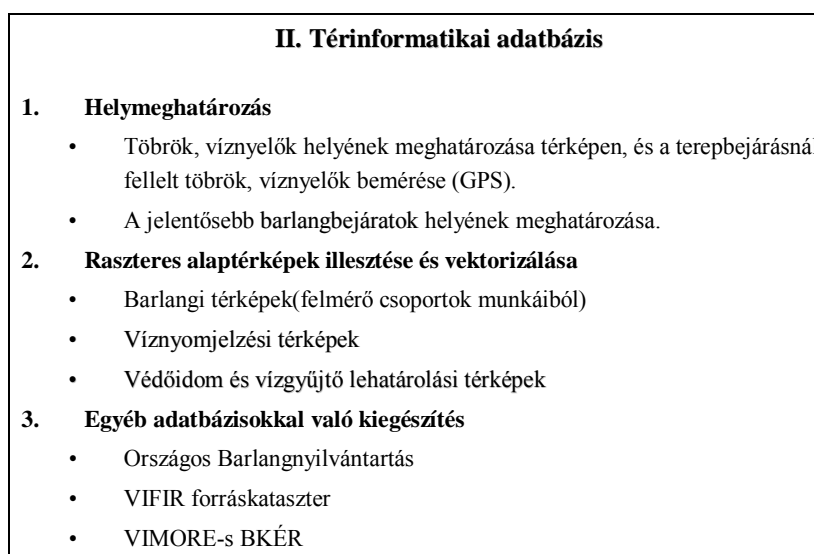 II. Térinformatikai adatbázis
1. Helymeghatározás
• Töbrök, víznyelők helyének meghatározása térképen, és a terepbejárásnál
fellelt töbrök, víznyelők bemérése (GPS).
• A jelentősebb barlangbejáratok helyének meghatározása.
2. Raszteres alaptérképek illesztése és vektorizálása
• Barlangi térképek(felmérő csoportok munkáiból)
• Víznyomjelzési térképek
• Védőidom és vízgyűjtő lehatárolási térképek
3. Egyéb adatbázisokkal való kiegészítés
• Országos Barlangnyilvántartás
• VIFIR forráskataszter
• VIMORE-s BKÉR